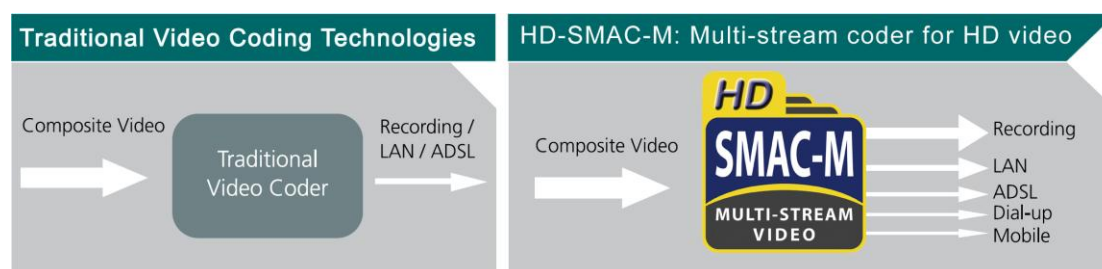 Traditional Video Coding Technologies
Composite Video
Traditional
Video Coder
Recording /
LAN / ADSL
HD-SMAC-M: Multi-stream coder for HD video
Composite Video
HD
SMAC-M
MULTI-STREAM
VIDEO
Recording
LAN
ADSL
Dial-up
Mobile